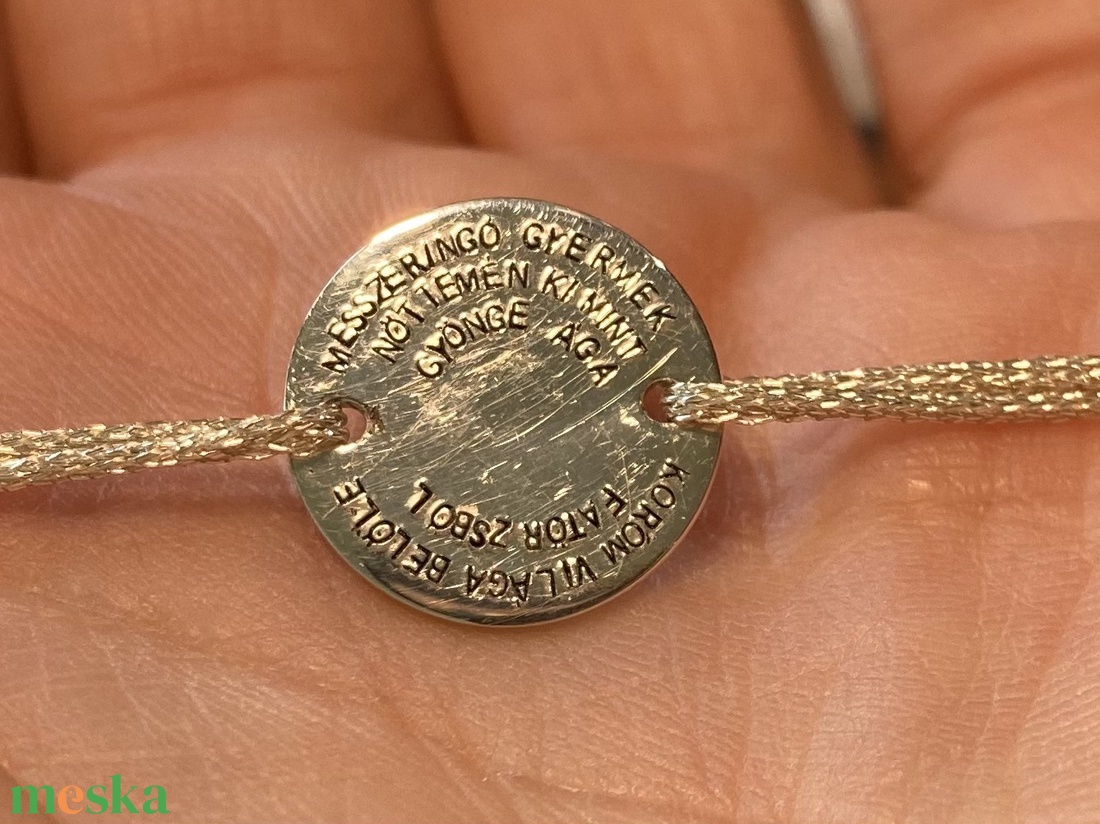 MESSZERINGÓ GYERMEK
KOROM VILÁGA BELŐLE
NŐTTEMÉN KI MINT
FATÖRZSBŐL
GYÖNGE ÁGA
meska